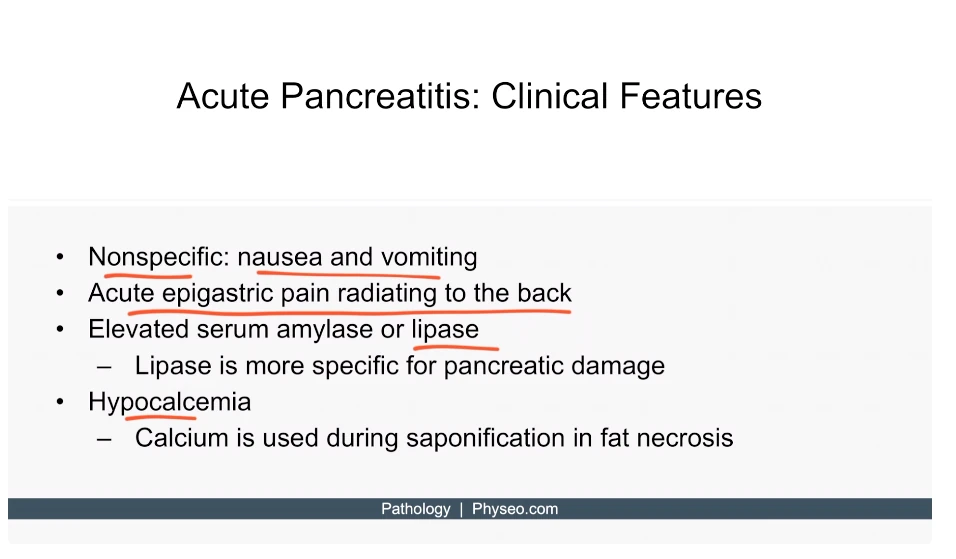 Acute Pancreatitis: Clinical Features
• Nonspecific: nausea and vomiting
• Acute epigastric pain radiating to the back
• Elevated serum amylase or lipase
– Lipase is more specific for pancreatic damage
• Hypocalcemia
– Calcium is used during saponification in fat necrosis
Pathology | Physeo.com